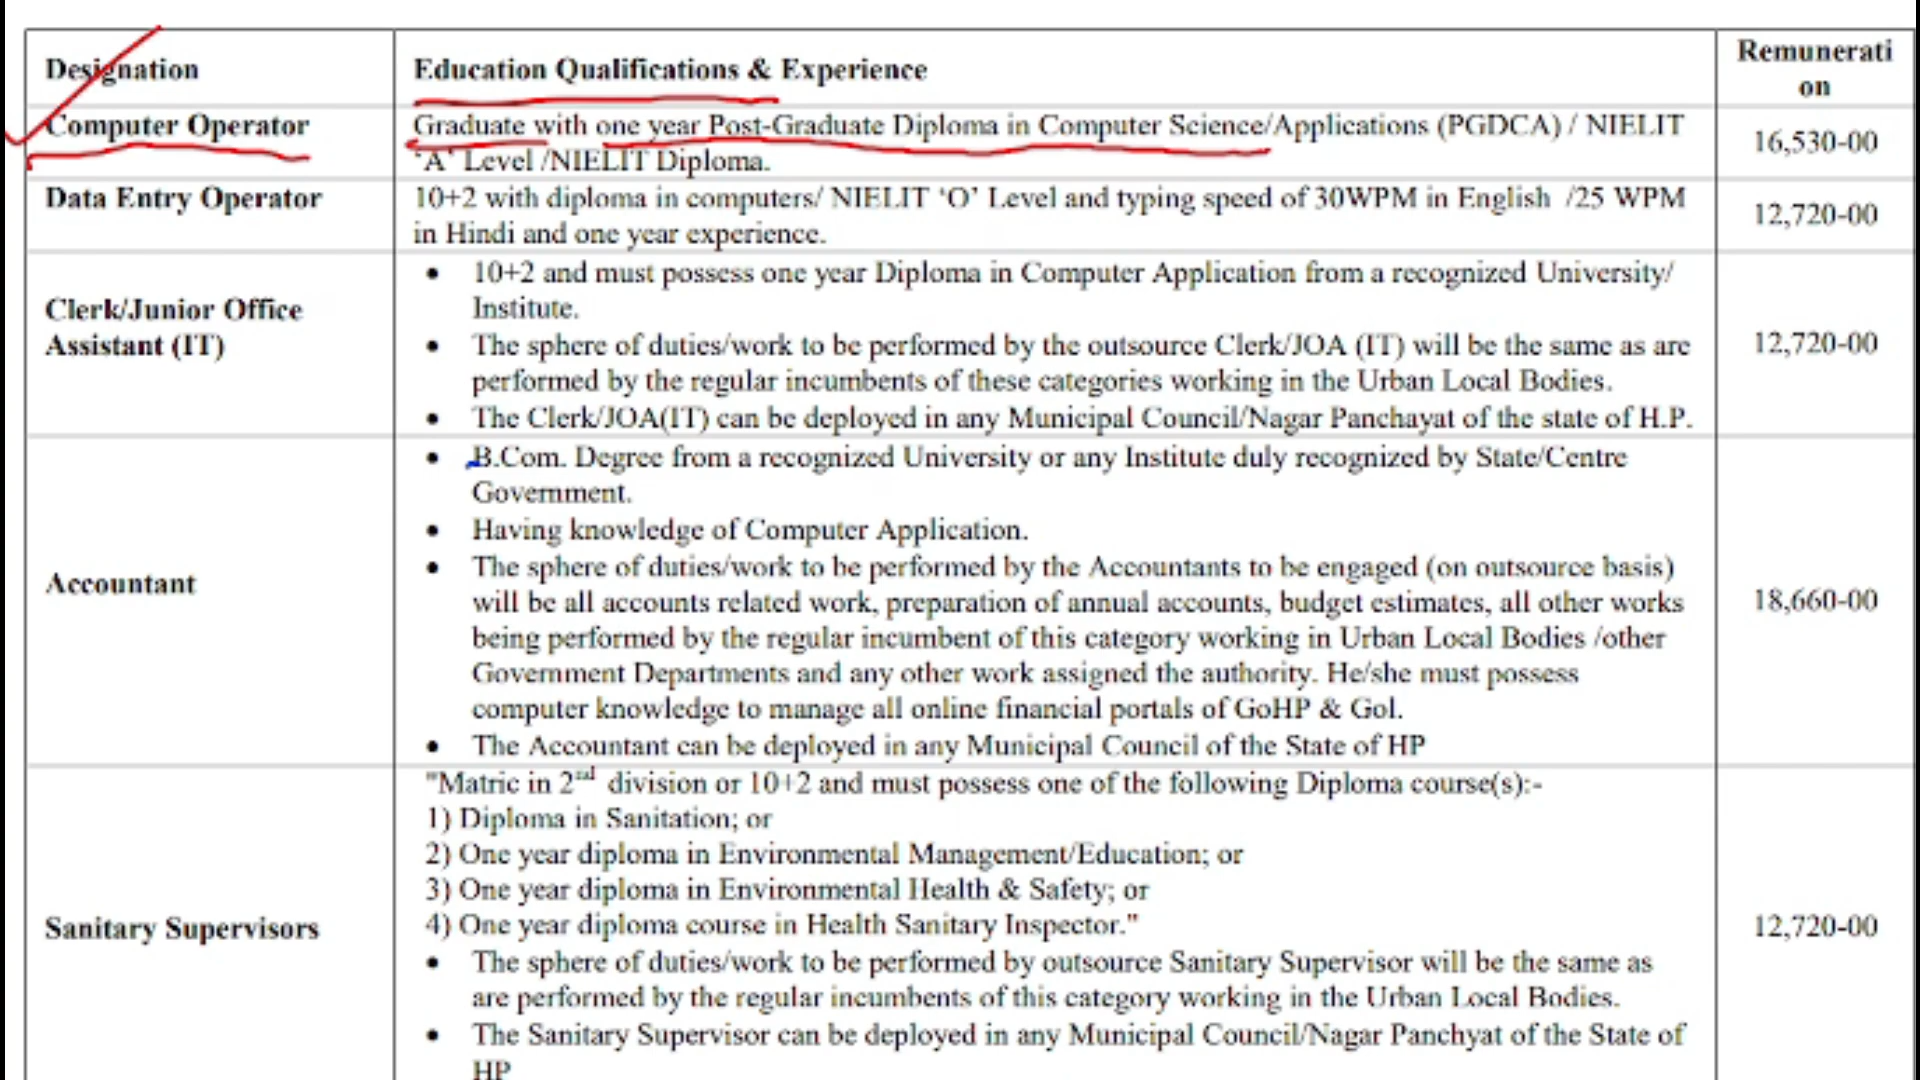 Designation
Education Qualifications & Experience
Remunerati
on
Computer Operator
Graduate with one year Post-Graduate Diploma in Computer Science/Applications (PGDCA) / NIELIT
'A' Level /NIELIT Diploma.
16,530-00
Data Entry Operator
10+2 with diploma in computers/ NIELIT 'O' Level and typing speed of 30WPM in English /25 WPM
in Hindi and one year experience.
12,720-00
Clerk/Junior Office
Assistant (IT)
• 10+2 and must possess one year Diploma in Computer Application from a recognized University/
Institute.
• The sphere of duties/work to be performed by the outsource Clerk/JOA (IT) will be the same as are
performed by the regular incumbents of these categories working in the Urban Local Bodies.
• The Clerk/JOA(IT) can be deployed in any Municipal Council/Nagar Panchayat of the state of H.P.
12,720-00
Accountant
• B.Com. Degree from a recognized University or any Institute duly recognized by State/Centre
Government.
• Having knowledge of Computer Application.
• The sphere of duties/work to be performed by the Accountants to be engaged (on outsource basis)
will be all accounts related work, preparation of annual accounts, budget estimates, all other works
being performed by the regular incumbent of this category working in Urban Local Bodies /other
Government Departments and any other work assigned the authority. He/she must possess
computer knowledge to manage all online financial portals of GoHP & GoI.
• The Accountant can be deployed in any Municipal Council of the State of HP
18,660-00
Sanitary Supervisors
"Matric in 2nd division or 10+2 and must possess one of the following Diploma course(s):-
1) Diploma in Sanitation; or
2) One year diploma in Environmental Management/Education; or
3) One year diploma in Environmental Health & Safety; or
4) One year diploma course in Health Sanitary Inspector."
• The sphere of duties/work to be performed by outsource Sanitary Supervisor will be the same as
are performed by the regular incumbents of this category working in the Urban Local Bodies.
• The Sanitary Supervisor can be deployed in any Municipal Council/Nagar Panchyat of the State of
HP
12,720-00